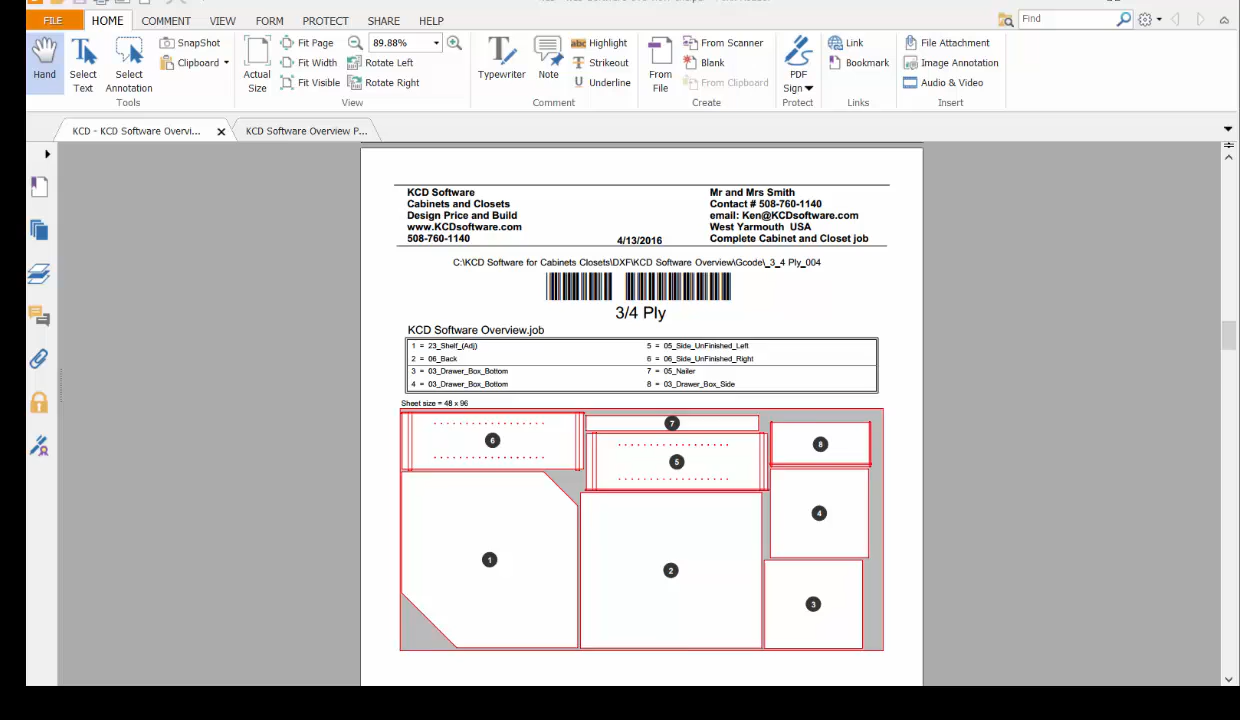 FILE HOME COMMENT VIEW FORM PROTECT SHARE HELP Find
Hand
Select Text
Select Annotation
SnapShot
Clipboard
Tools
Actual Size
Fit Page
Fit Width
Fit Visible
89.88%
Rotate Left
Rotate Right
View
Typewriter
Note
Highlight
Strikeout
Underline
Comment
From File
From Scanner
Blank
From Clipboard
Create
PDF Sign
Protect
Link
Bookmark
Links
File Attachment
Image Annotation
Audio & Video
Insert
KCD - KCD Software Overvi... KCD Software Overview P...
KCD Software
Cabinets and Closets
Design Price and Build
www.KCDsoftware.com
508-760-1140
4/13/2016
Mr and Mrs Smith
Contact # 508-760-1140
email: Ken@KCDsoftware.com
West Yarmouth USA
Complete Cabinet and Closet job
C:\KCD Software for Cabinets Closets\DXF\KCD Software Overview\Gcode\_3_4 Ply_004
3/4 Ply
KCD Software Overview.job
1 = 23_Shelf_(Adj) 5 = 05_Side_UnFinished_Left
2 = 06_Back 6 = 06_Side_UnFinished_Right
3 = 03_Drawer_Box_Bottom 7 = 05_Nailer
4 = 03_Drawer_Box_Bottom 8 = 03_Drawer_Box_Side
Sheet size = 48 x 96
6
7
8
5
4
1
2
3